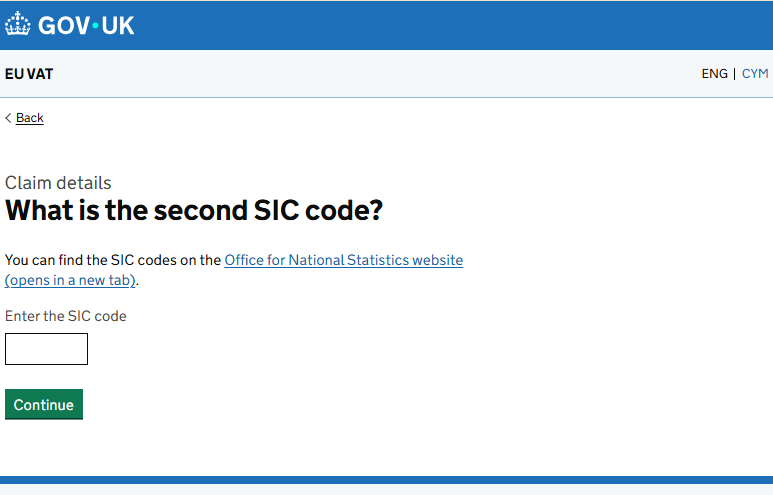 GOV·UK
EU VAT
ENG | CYM
Back
Claim details
What is the second SIC code?
You can find the SIC codes on the Office for National Statistics website
(opens in a new tab).
Enter the SIC code
Continue